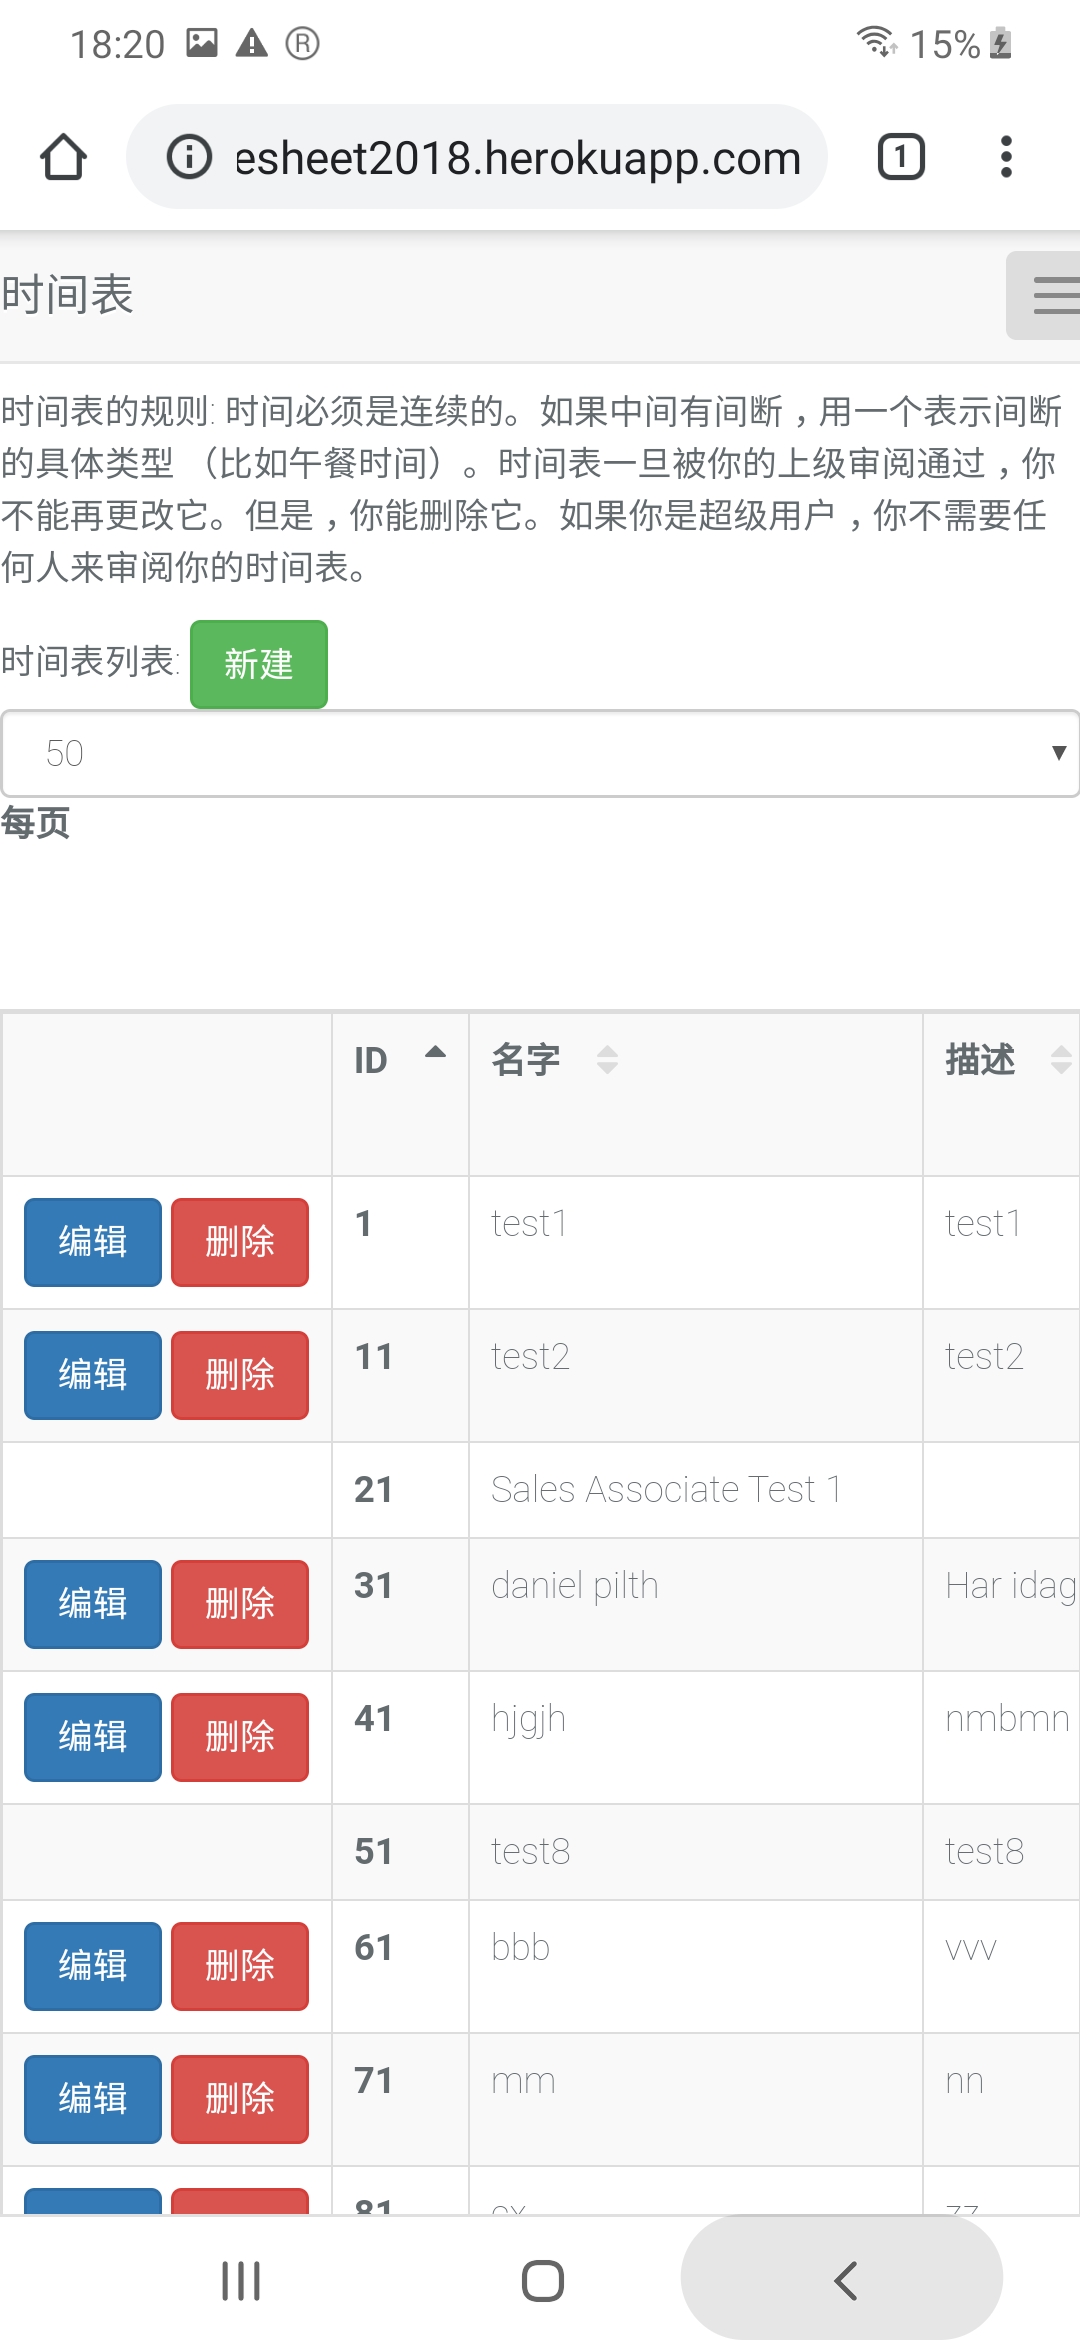 18:20 15%
esheet2018.herokuapp.com 1
时间表
时间表的规则: 时间必须是连续的。如果中间有间断，用一个表示间断
的具体类型 （比如午餐时间）。时间表一旦被你的上级审阅通过，你
不能再更改它。但是，你能删除它。如果你是超级用户，你不需要任
何人来审阅你的时间表。
时间表列表: 新建
50
每页
ID 名字 描述
编辑 删除 1 test1 test1
编辑 删除 11 test2 test2
21 Sales Associate Test 1
编辑 删除 31 daniel pilth Har idag
编辑 删除 41 hjgjh nmbmn
51 test8 test8
编辑 删除 61 bbb vvv
编辑 删除 71 mm nn
81